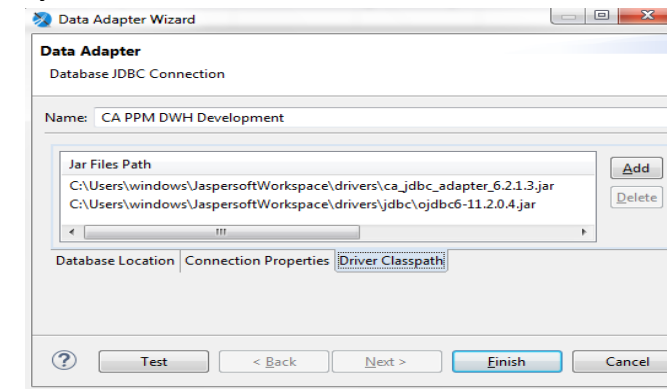 Data Adapter Wizard
Data Adapter
Database JDBC Connection
Name: CA PPM DWH Development
Jar Files Path
C:\Users\windows\JaspersoftWorkspace\drivers\ca_jdbc_adapter_6.2.1.3.jar
C:\Users\windows\JaspersoftWorkspace\drivers\jdbc\ojdbc6-11.2.0.4.jar
Add
Delete
Database Location Connection Properties Driver Classpath
? Test < Back Next > Finish Cancel